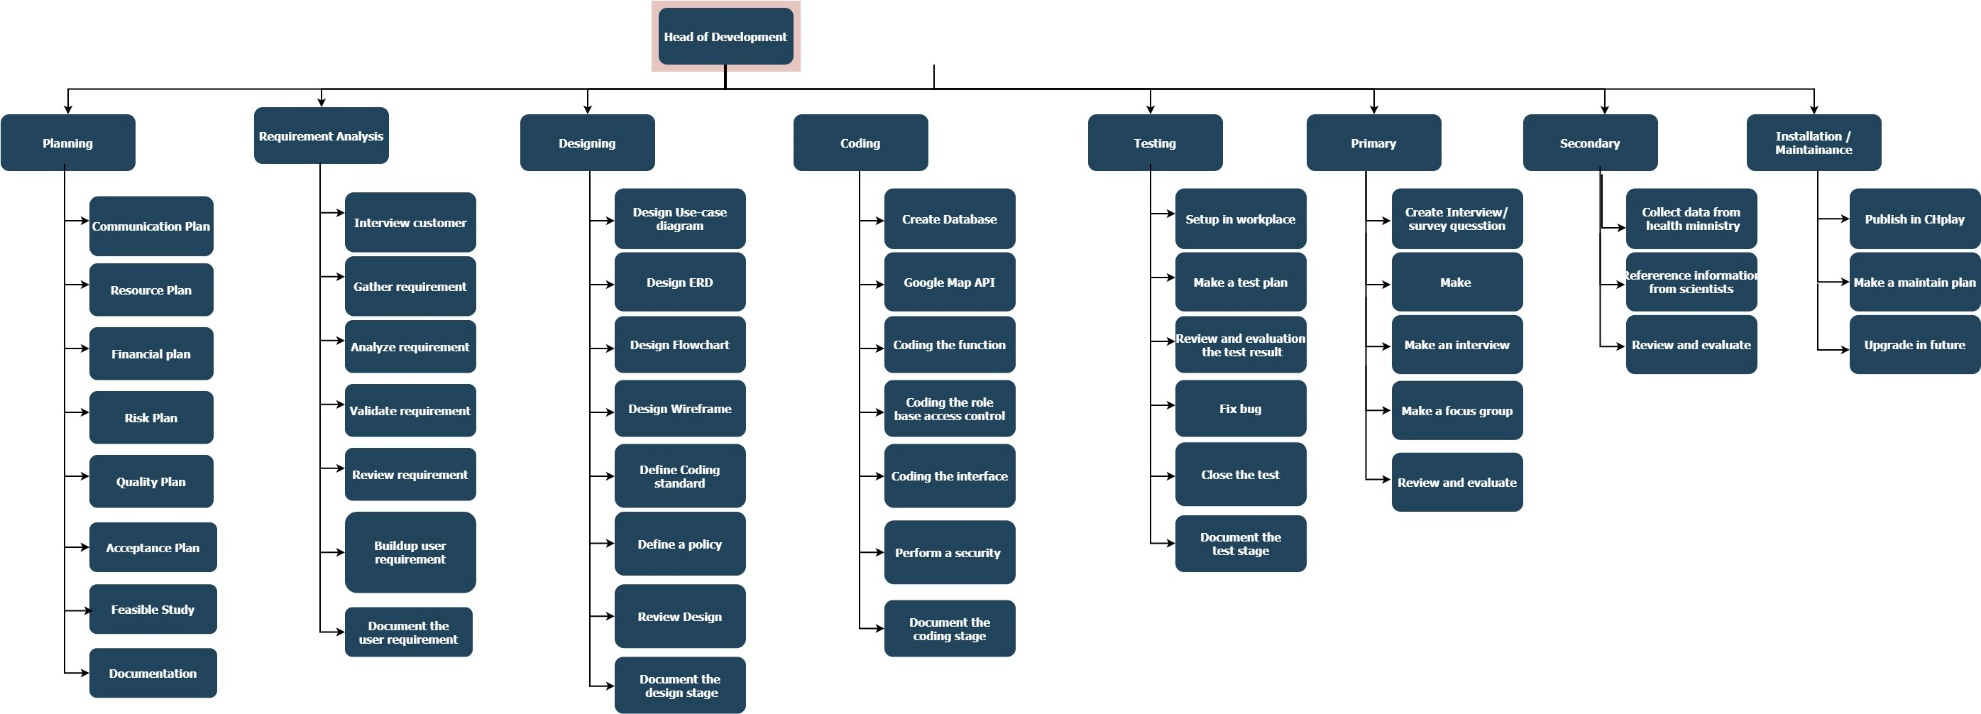 Head of Development
Planning
Requirement Analysis
Designing
Coding
Testing
Primary
Secondary
Installation /
Maintainance
Communication Plan
Resource Plan
Financial plan
Risk Plan
Quality Plan
Acceptance Plan
Feasible Study
Documentation
Interview customer
Gather requirement
Analyze requirement
Validate requirement
Review requirement
Buildup user
requirement
Document the
user requirement
Design Use-case
diagram
Design ERD
Design Flowchart
Design Wireframe
Define Coding
standard
Define a policy
Review Design
Document the
design stage
Create Database
Google Map API
Coding the function
Coding the role
base access control
Coding the interface
Perform a security
Document the
coding stage
Setup in workplace
Make a test plan
Review and evaluation
the test result
Fix bug
Close the test
Document the
test stage
Create Interview/
survey quesstion
Make
Make an interview
Make a focus group
Review and evaluate
Collect data from
health minnistry
Refererence information
from scientists
Review and evaluate
Publish in CHplay
Make a maintain plan
Upgrade in future